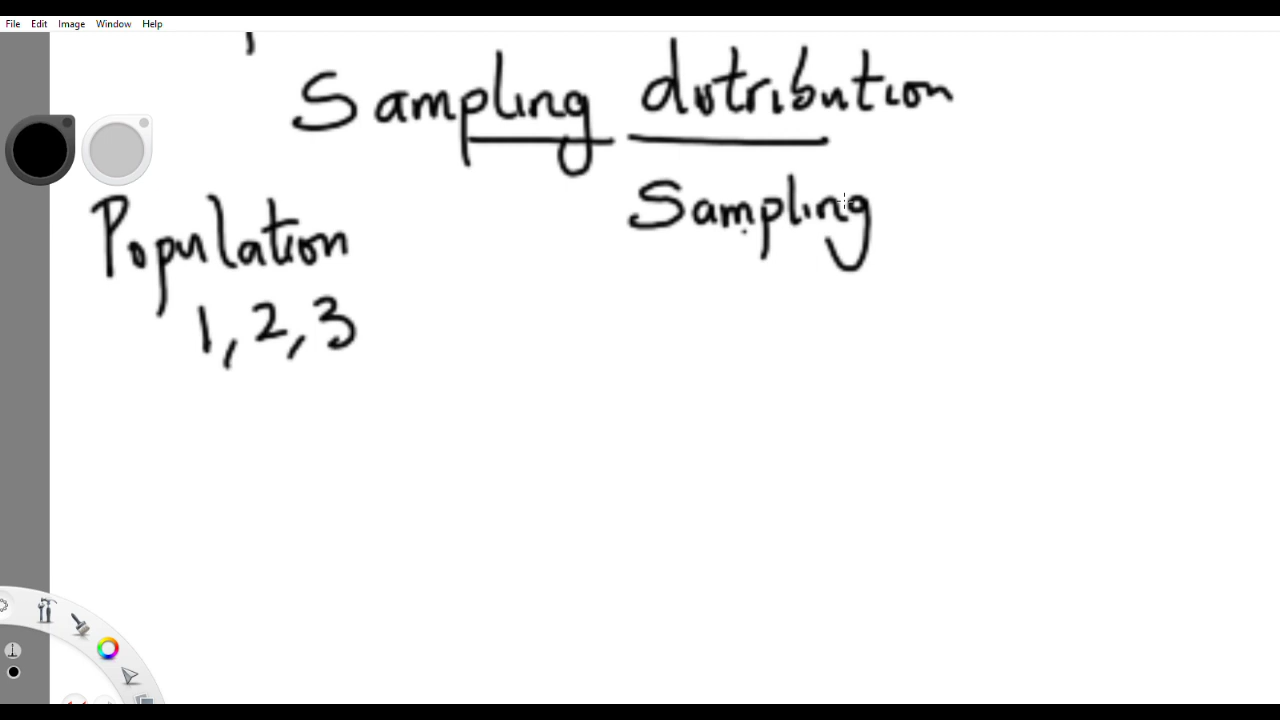 File Edit Image Window Help
Sampling distribution
Sampling
Population
1, 2, 3